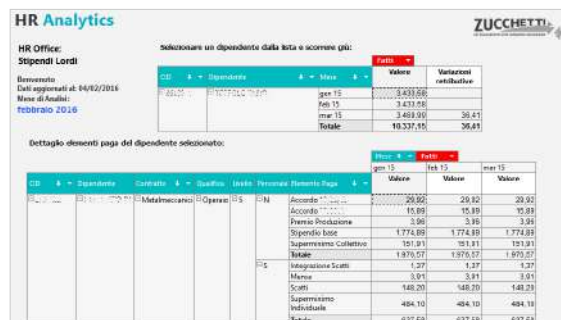 HR Analytics
ZUCCHETTI
HR Office:
Stipendi Lordi
Selezionare un dipendente dalla lista e scorrere giù:
Benvenuto
Dati aggiornati al: 04/02/2016
Mese di Analisi:
febbraio 2016
Fatti
CID Dipendente Mese Valore Variazioni retributive
gen 15 3.433,58
feb 15 3.433,58
mar 15 3.469,99 36,41
Totale 10.337,15 36,41
Dettaglio elementi paga del dipendente selezionato:
Mese Fatti
gen 15 feb 15 mar 15
CID Dipendente Contratto Qualifica Livello Personale Elemento Paga Valore Valore Valore
Metalmeccanici Operaio 5 N Accordo 29,92 29,92 29,92
Accordo 15,89 15,89 15,89
Premio Produzione 3,96 3,96 3,96
Stipendio base 1.774,89 1.774,89 1.774,89
Superminimo Collettivo 151,91 151,91 151,91
Totale 1.976,57 1.976,57 1.976,57
S Integrazione Scatti 1,37 1,37 1,37
Mensa 3,91 3,91 3,91
Scatti 148,20 148,20 148,20
Superminimo Individuale 484,10 484,10 484,10
Totale 637,58 637,58 637,58